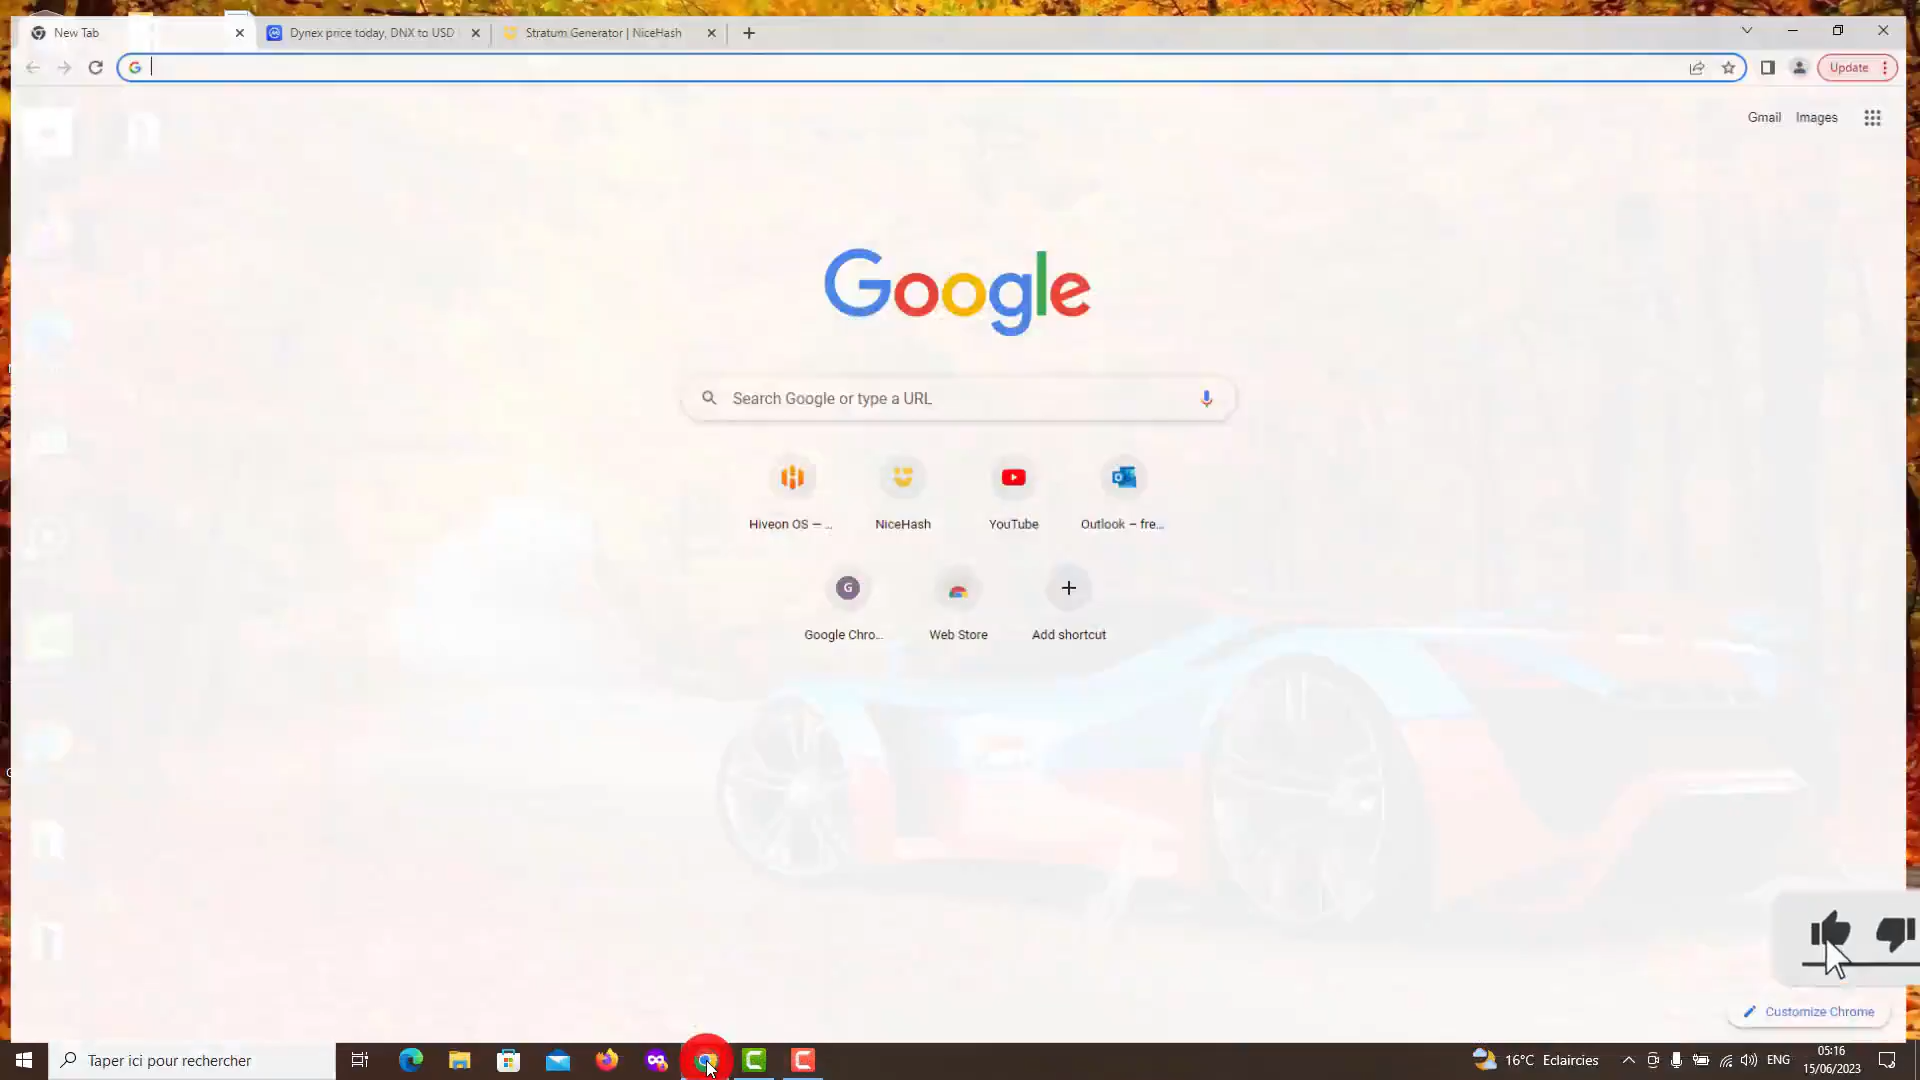 New Tab
Dynex price today, DNX to USD
Stratum Generator | NiceHash
Update
Gmail
Images
Google
Search Google or type a URL
Hiveon OS – ...
NiceHash
YouTube
Outlook – fre...
G
Google Chro...
Web Store
Add shortcut
Customize Chrome
Taper ici pour rechercher
16°C Eclaircies
ENG
05:16
15/06/2023